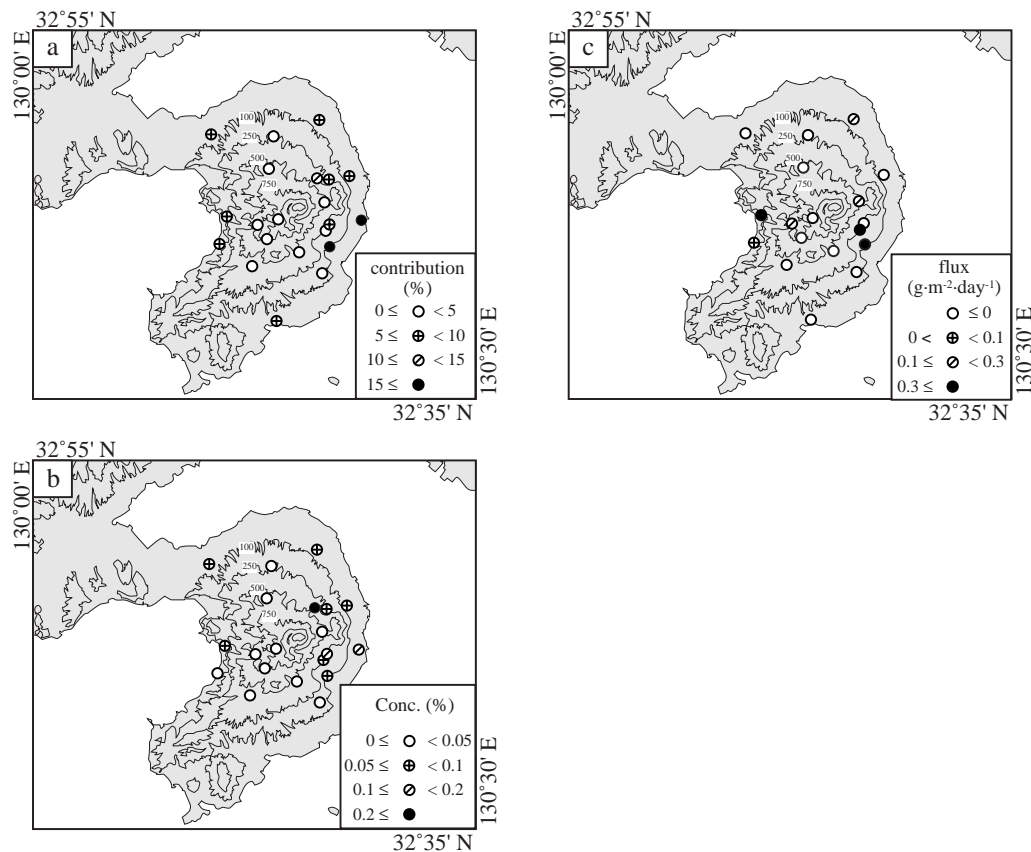 32˚55' N
130˚00' E
a
100
250
500
750
contribution
(%)
0 ≤ < 5
5 ≤ < 10
10 ≤ < 15
15 ≤
130˚30' E
32˚35' N
32˚55' N
130˚00' E
c
100
250
500
750
flux
(g·m⁻²·day⁻¹)
≤ 0
0 < < 0.1
0.1 ≤ < 0.3
0.3 ≤
130˚30' E
32˚35' N
32˚55' N
130˚00' E
b
100
250
500
750
Conc. (%)
0 ≤ < 0.05
0.05 ≤ < 0.1
0.1 ≤ < 0.2
0.2 ≤
130˚30' E
32˚35' N